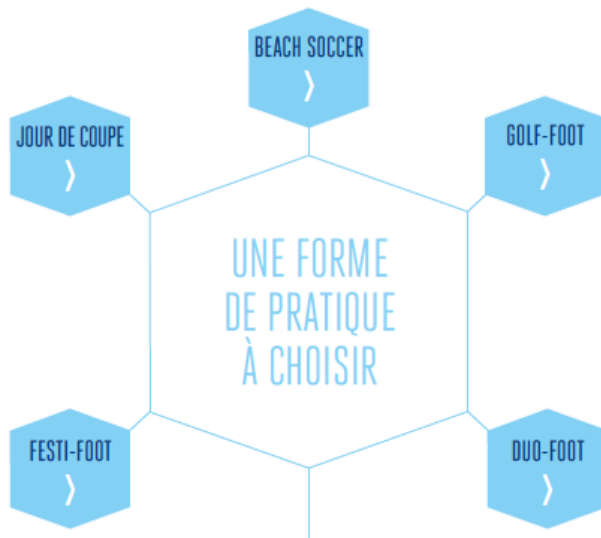 BEACH SOCCER
JOUR DE COUPE
GOLF-FOOT
UNE FORME
DE PRATIQUE
À CHOISIR
FESTI-FOOT
DUO-FOOT